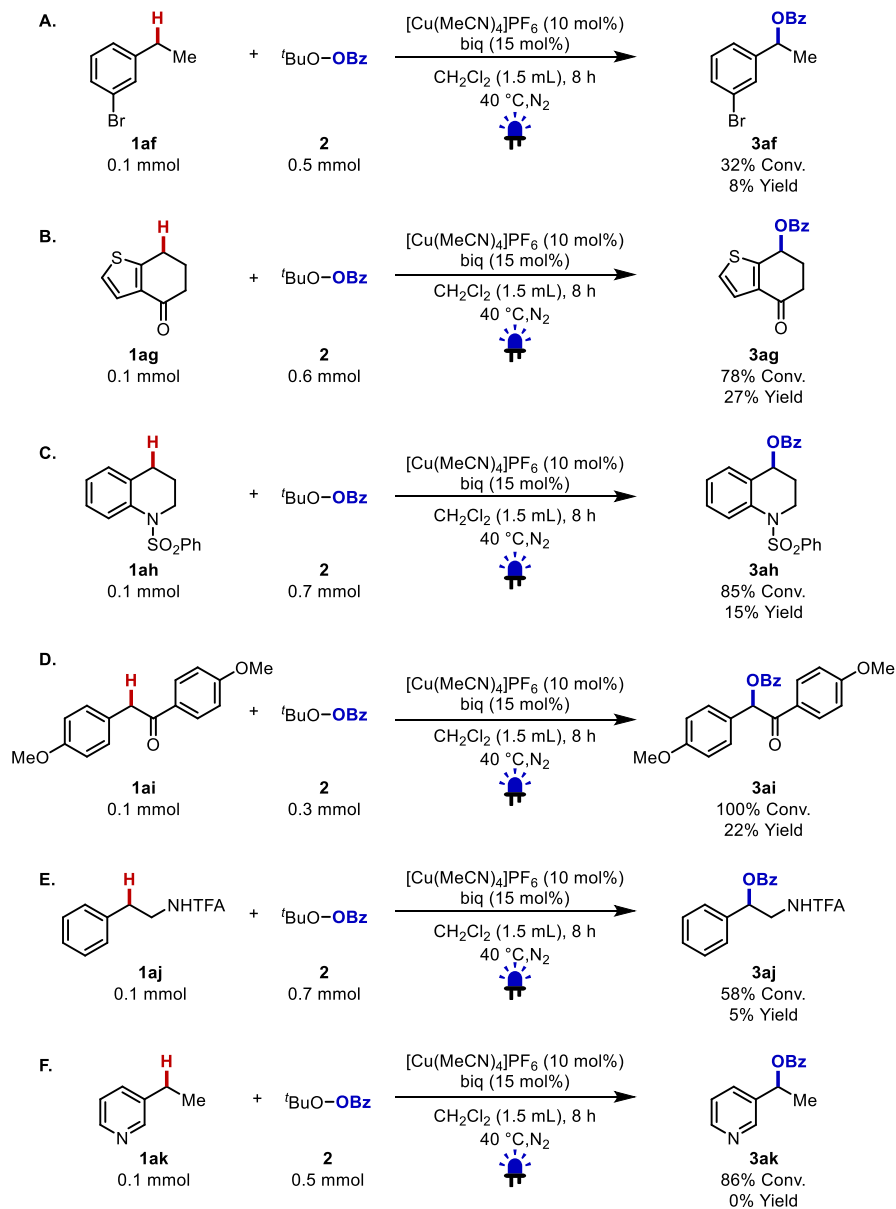 A.
H
Me
Br
1af
0.1 mmol
+
tBuO–OBz
2
0.5 mmol
[Cu(MeCN)4]PF6 (10 mol%)
biq (15 mol%)
CH2Cl2 (1.5 mL), 8 h
40 °C,N2
OBz
Me
Br
3af
32% Conv.
8% Yield
B.
H
S
O
1ag
0.1 mmol
+
tBuO–OBz
2
0.6 mmol
[Cu(MeCN)4]PF6 (10 mol%)
biq (15 mol%)
CH2Cl2 (1.5 mL), 8 h
40 °C,N2
OBz
S
O
3ag
78% Conv.
27% Yield
C.
H
N
SO2Ph
1ah
0.1 mmol
+
tBuO–OBz
2
0.7 mmol
[Cu(MeCN)4]PF6 (10 mol%)
biq (15 mol%)
CH2Cl2 (1.5 mL), 8 h
40 °C,N2
OBz
N
SO2Ph
3ah
85% Conv.
15% Yield
D.
H
OMe
O
MeO
1ai
0.1 mmol
+
tBuO–OBz
2
0.3 mmol
[Cu(MeCN)4]PF6 (10 mol%)
biq (15 mol%)
CH2Cl2 (1.5 mL), 8 h
40 °C,N2
OBz
OMe
O
MeO
3ai
100% Conv.
22% Yield
E.
H
NHTFA
1aj
0.1 mmol
+
tBuO–OBz
2
0.7 mmol
[Cu(MeCN)4]PF6 (10 mol%)
biq (15 mol%)
CH2Cl2 (1.5 mL), 8 h
40 °C,N2
OBz
NHTFA
3aj
58% Conv.
5% Yield
F.
H
Me
N
1ak
0.1 mmol
+
tBuO–OBz
2
0.5 mmol
[Cu(MeCN)4]PF6 (10 mol%)
biq (15 mol%)
CH2Cl2 (1.5 mL), 8 h
40 °C,N2
OBz
Me
N
3ak
86% Conv.
0% Yield